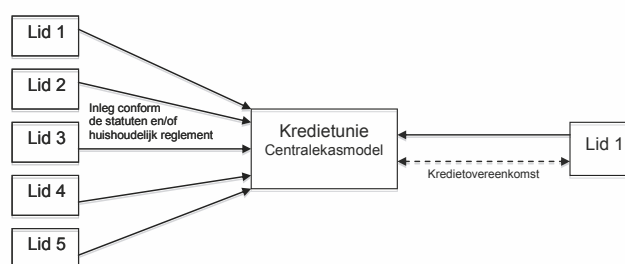 Lid 1
Lid 2
Inleg conform
de statuten en/of
huishoudelijk reglement
Lid 3
Lid 4
Lid 5
Kredietunie
Centralekasmodel
Lid 1
Kredietovereenkomst